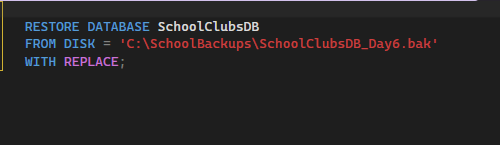 RESTORE DATABASE SchoolClubsDB
FROM DISK = 'C:\SchoolBackups\SchoolClubsDB_Day6.bak'
WITH REPLACE;